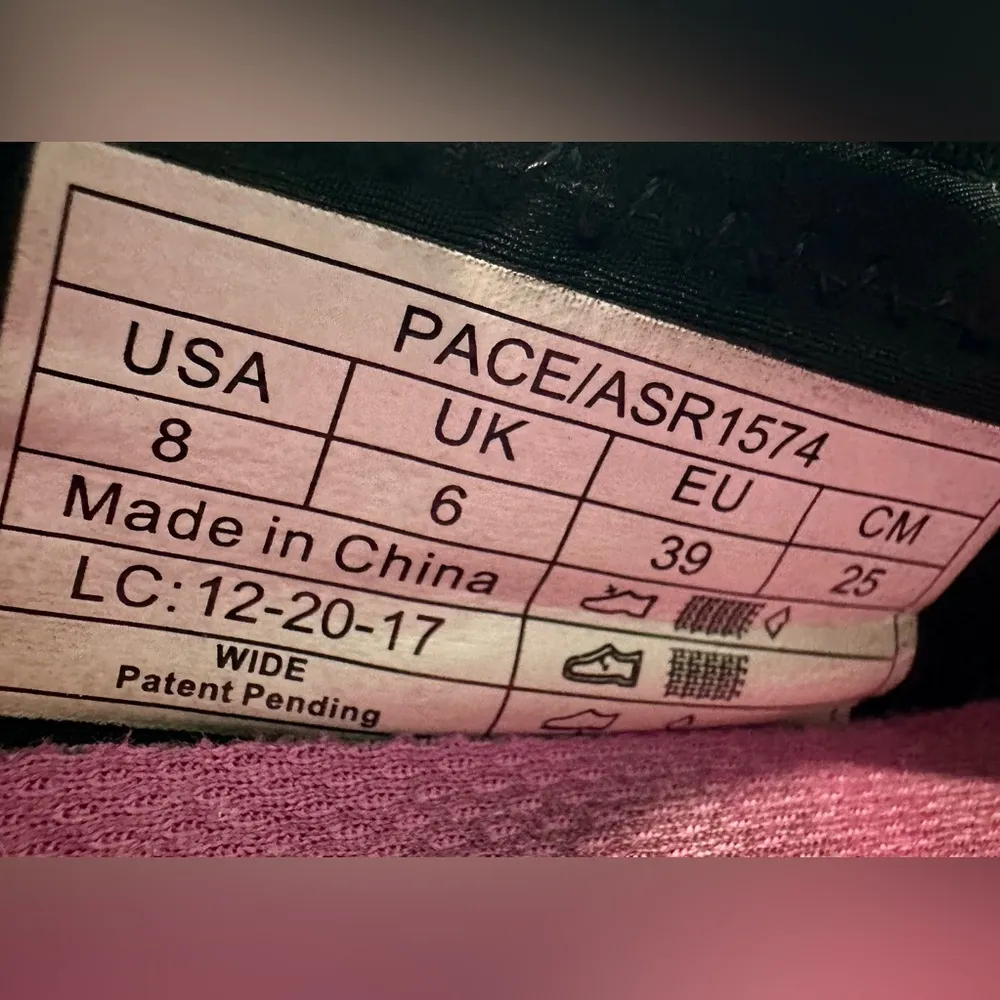 PACE/ASR1574
USA UK EU CM
8 6 39 25
Made in China
LC: 12-20-17
WIDE
Patent Pending